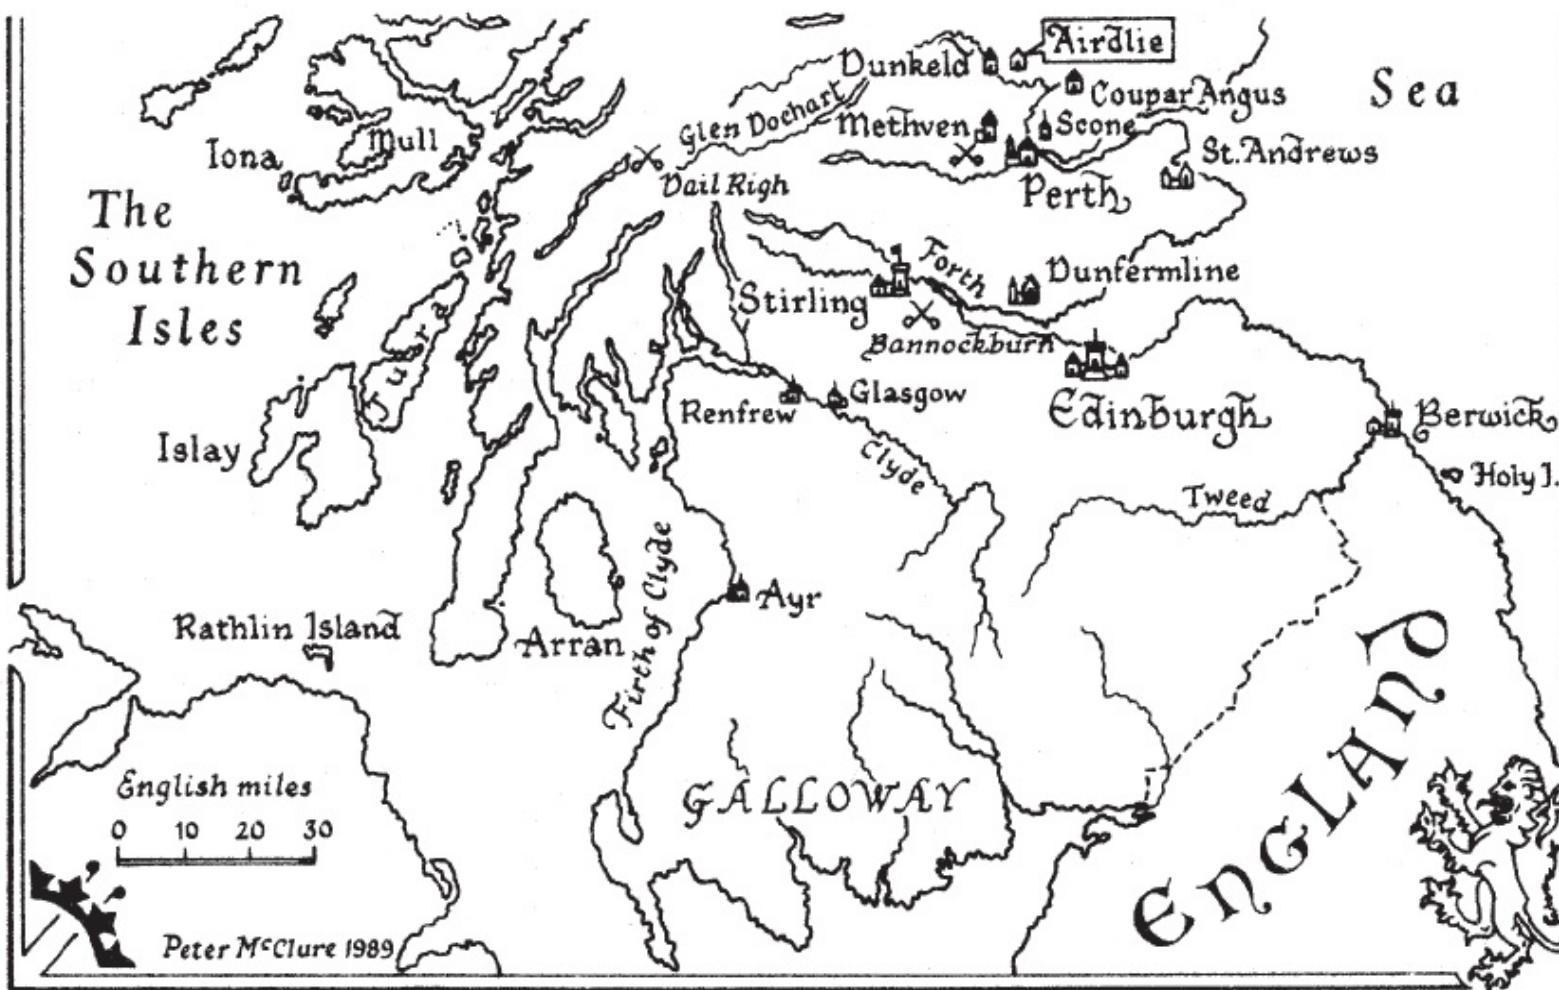 Airdlie
Dunkeld
Sea
Coupar Angus
Glen Dochart
Methven
Scone
Mull
Iona
St. Andrews
Dail Righ
Perth
The
Southern
Isles
Forth
Dunfermline
Stirling
Jura
Bannockburn
Renfrew
Glasgow
Edinburgh
Berwick
Islay
Clyde
Holy I.
Tweed
Firth of Clyde
Ayr
Rathlin Island
Arran
GALLOWAY
ENGLAND
English miles
0 10 20 30
Peter McClure 1989